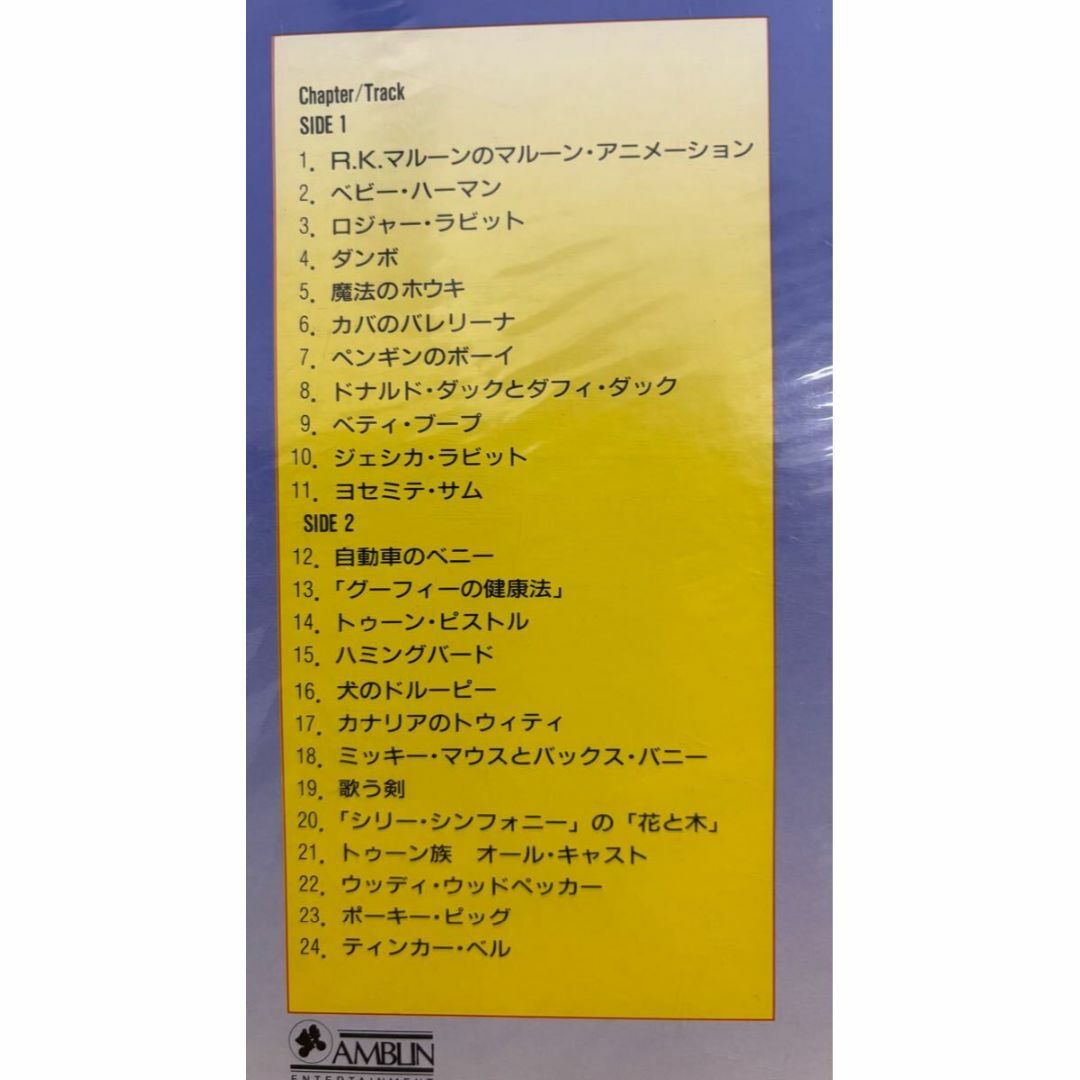 Chapter/Track
SIDE 1
1. R.K.マルーンのマルーン・アニメーション
2. ベビー・ハーマン
3. ロジャー・ラビット
4. ダンボ
5. 魔法のホウキ
6. カバのバレリーナ
7. ペンギンのボーイ
8. ドナルド・ダックとダフィ・ダック
9. ベティ・ブープ
10. ジェシカ・ラビット
11. ヨセミテ・サム
SIDE 2
12. 自動車のベニー
13. 「グーフィーの健康法」
14. トゥーン・ピストル
15. ハミングバード
16. 犬のドルーピー
17. カナリアのトウィティ
18. ミッキー・マウスとバックス・バニー
19. 歌う剣
20. 「シリー・シンフォニー」の「花と木」
21. トゥーン族　オール・キャスト
22. ウッディ・ウッドペッカー
23. ポーキー・ピッグ
24. ティンカー・ベル
AMBLIN
ENTERTAINMENT